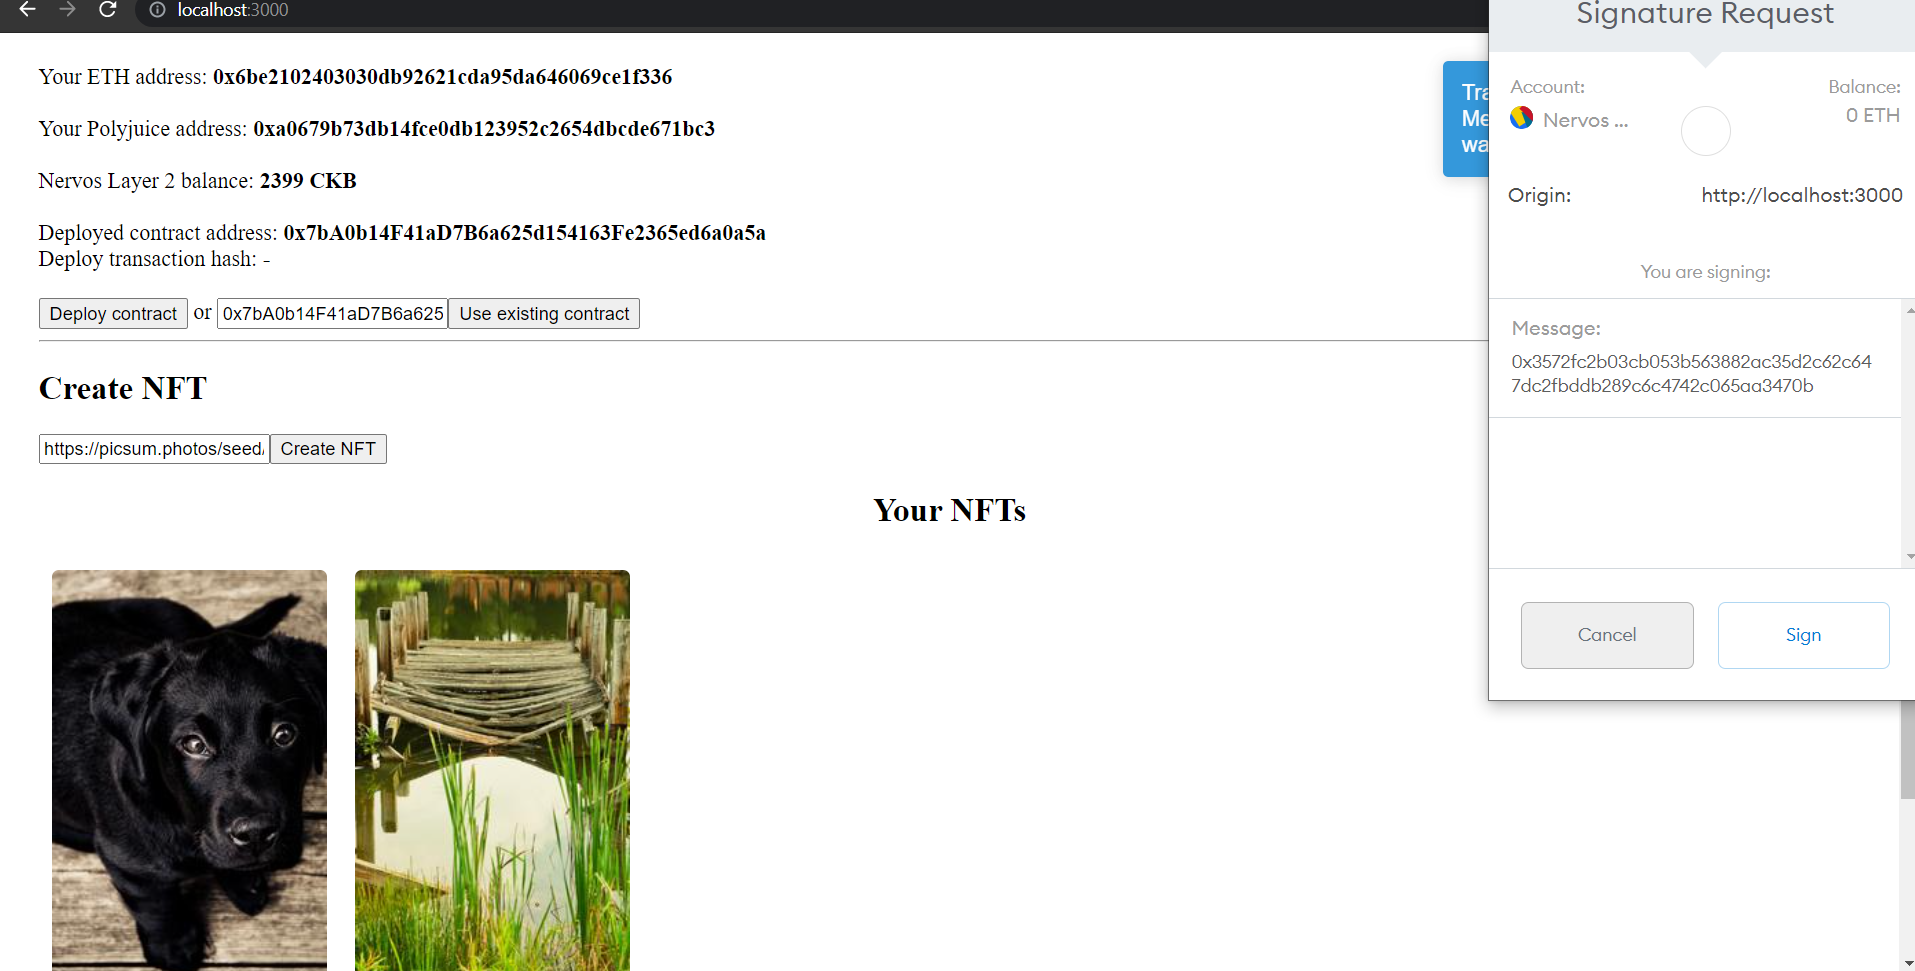 localhost:3000
Signature Request
Your ETH address: 0x6be2102403030db92621cda95da646069ce1f336
Your Polyjuice address: 0xa0679b73db14fce0db123952c2654dbcde671bc3
Nervos Layer 2 balance: 2399 CKB
Deployed contract address: 0x7bA0b14F41aD7B6a625d154163Fe2365ed6a0a5a
Deploy transaction hash: -
Deploy contract or 0x7bA0b14F41aD7B6a625 Use existing contract
Create NFT
https://picsum.photos/seed/ Create NFT
Your NFTs
Tra
Me
wa
Account:
Balance:
Nervos ...
0 ETH
Origin:
http://localhost:3000
You are signing:
Message:
0x3572fc2b03cb053b563882ac35d2c62c64
7dc2fbddb289c6c4742c065aa3470b
Cancel
Sign